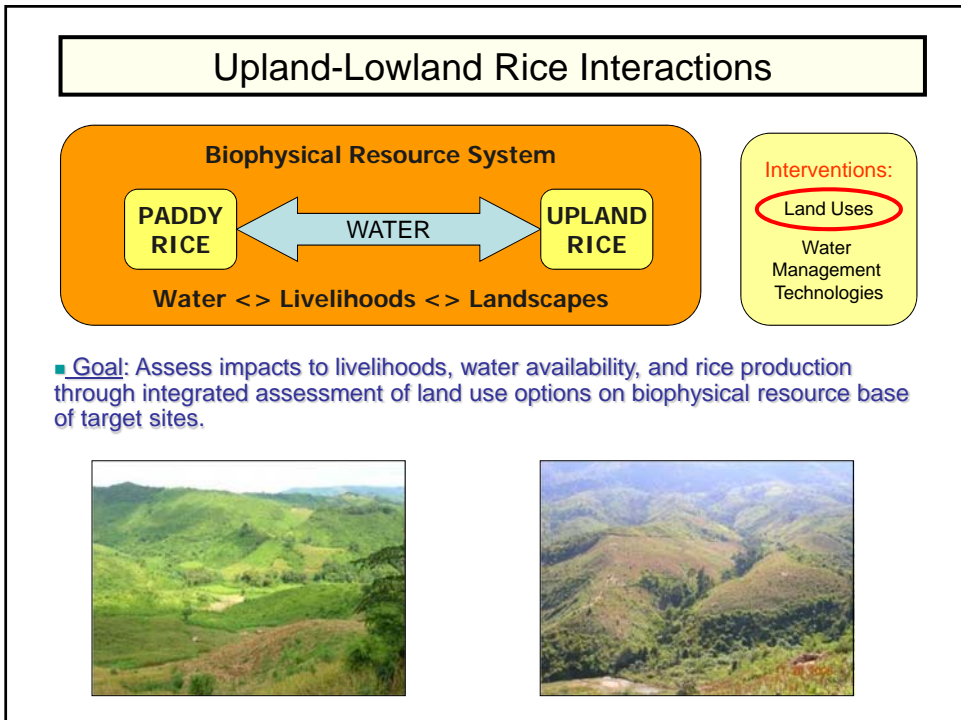 Upland-Lowland Rice Interactions
Biophysical Resource System
PADDY
RICE
WATER
UPLAND
RICE
Water <> Livelihoods <> Landscapes
Interventions:
Land Uses
Water
Management
Technologies
Goal: Assess impacts to livelihoods, water availability, and rice production
through integrated assessment of land use options on biophysical resource base
of target sites.